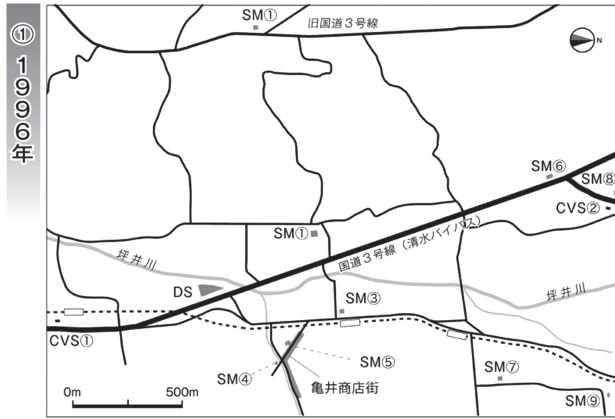 ① 1996年
SM①
旧国道3号線
N
SM⑥
SM⑧
CVS②
SM①
国道3号線（清水バイパス）
坪井川
坪井川
DS
SM③
CVS①
SM⑤
SM④
亀井商店街
SM⑦
SM⑨
0m 500m